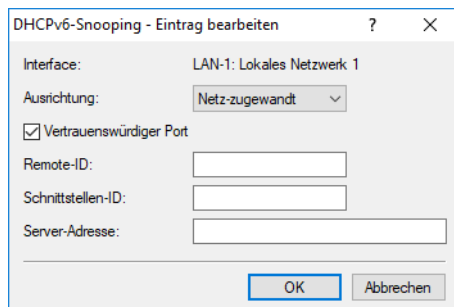 DHCPv6-Snooping - Eintrag bearbeiten ?
Interface: LAN-1: Lokales Netzwerk 1
Ausrichtung: Netz-zugewandt
Vertrauenswürdiger Port
Remote-ID:
Schnittstellen-ID:
Server-Adresse:
OK Abbrechen